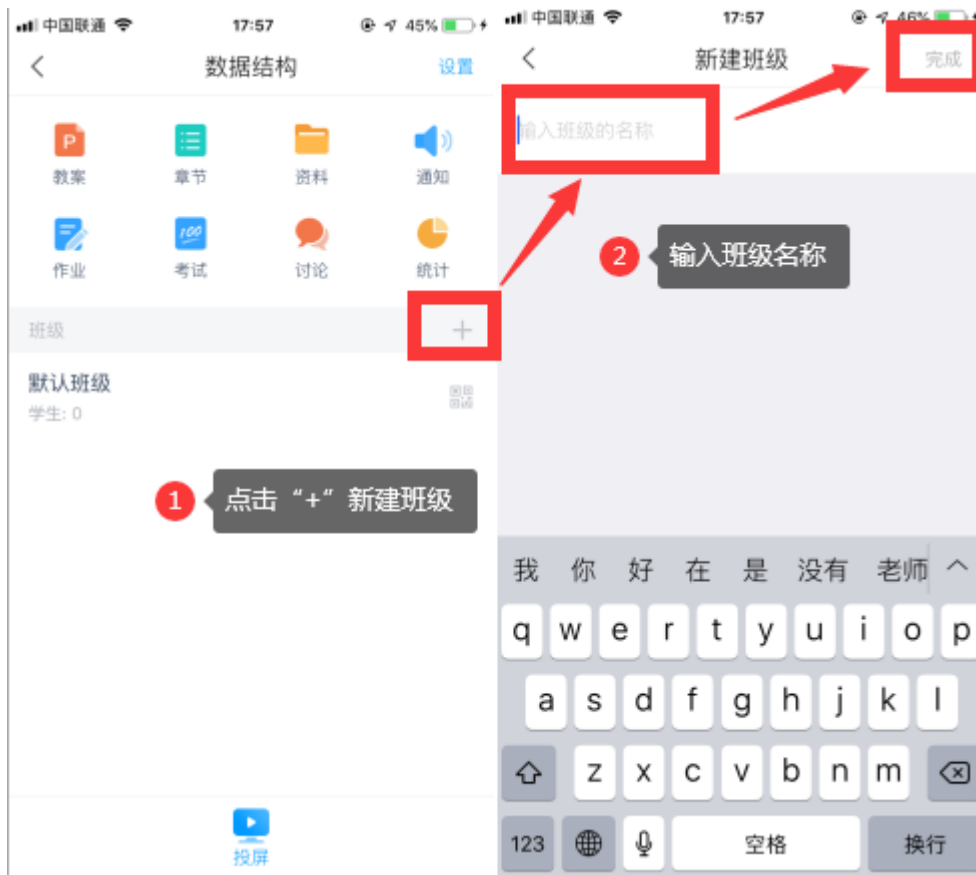 中国联通 17:57 45%
数据结构 设置
P
教案 章节 资料 通知
100
作业 考试 讨论 统计
班级 +
默认班级
学生: 0
1 点击“+”新建班级
投屏
中国联通 17:57 46%
新建班级 完成
输入班级的名称
2 输入班级名称
我 你 好 在 是 没有 老师
q w e r t y u i o p
a s d f g h j k l
z x c v b n m
123 空格 换行